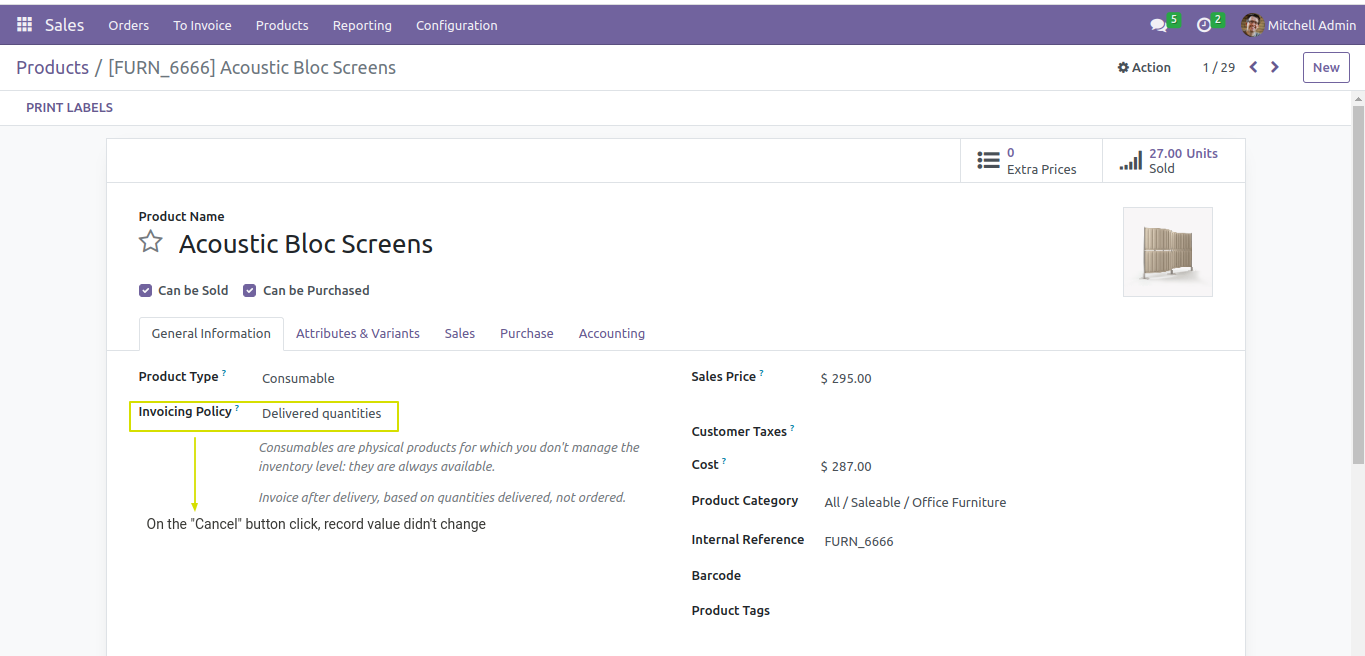 Sales Orders To Invoice Products Reporting Configuration 5 2 Mitchell Admin
Products / [FURN_6666] Acoustic Bloc Screens Action 1 / 29 New
PRINT LABELS
0
Extra Prices
27.00 Units
Sold
Product Name
Acoustic Bloc Screens
Can be Sold Can be Purchased
General Information Attributes & Variants Sales Purchase Accounting
Product Type ? Consumable
Invoicing Policy ? Delivered quantities
Consumables are physical products for which you don't manage the
inventory level: they are always available.
Invoice after delivery, based on quantities delivered, not ordered.
On the "Cancel" button click, record value didn't change
Sales Price ? $ 295.00
Customer Taxes ?
Cost ? $ 287.00
Product Category All / Saleable / Office Furniture
Internal Reference FURN_6666
Barcode
Product Tags